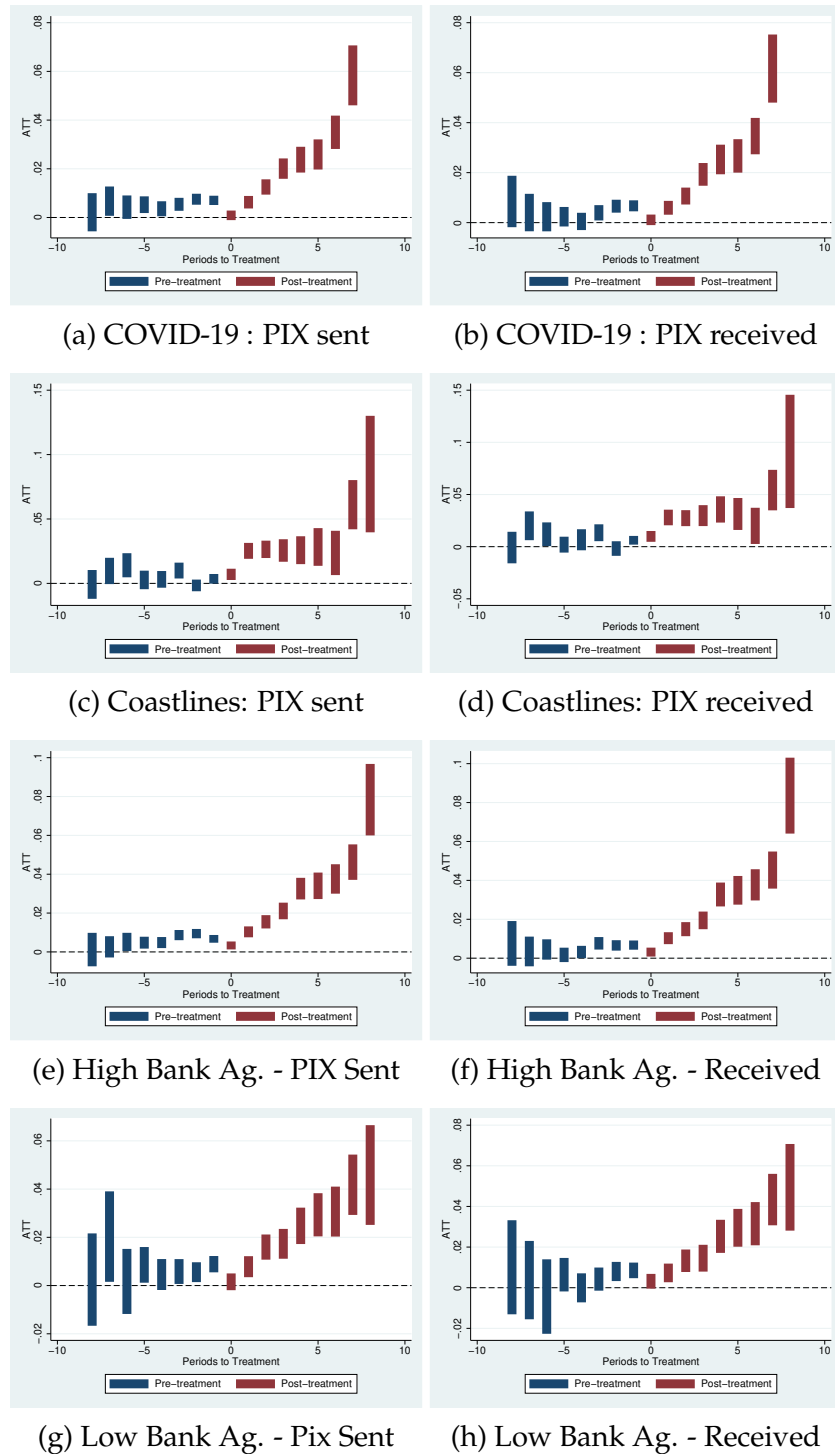 .08
.06
.04
.02
0
ATT
−10
−5
0
5
10
Periods to Treatment
Pre−treatment
Post−treatment
(a) COVID-19 : PIX sent
.08
.06
.04
.02
0
ATT
−10
−5
0
5
10
Periods to Treatment
Pre−treatment
Post−treatment
(b) COVID-19 : PIX received
.15
.1
.05
0
ATT
−10
−5
0
5
10
Periods to Treatment
Pre−treatment
Post−treatment
(c) Coastlines: PIX sent
.15
.1
.05
0
−.05
ATT
−10
−5
0
5
10
Periods to Treatment
Pre−treatment
Post−treatment
(d) Coastlines: PIX received
.1
.08
.06
.04
.02
0
ATT
−10
−5
0
5
10
Periods to Treatment
Pre−treatment
Post−treatment
(e) High Bank Ag. - PIX Sent
.1
.08
.06
.04
.02
0
ATT
−10
−5
0
5
10
Periods to Treatment
Pre−treatment
Post−treatment
(f) High Bank Ag. - Received
.06
.04
.02
0
−.02
ATT
−10
−5
0
5
10
Periods to Treatment
Pre−treatment
Post−treatment
(g) Low Bank Ag. - Pix Sent
.08
.06
.04
.02
0
−.02
ATT
−10
−5
0
5
10
Periods to Treatment
Pre−treatment
Post−treatment
(h) Low Bank Ag. - Received